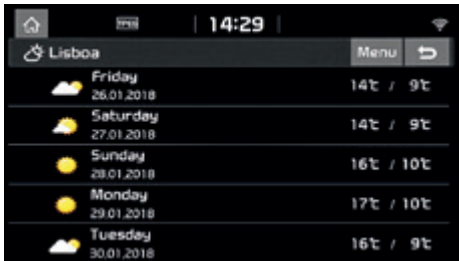 14:29
Lisboa Menu
Friday
26.01.2018
14℃ / 9℃
Saturday
27.01.2018
14℃ / 9℃
Sunday
28.01.2018
16℃ / 10℃
Monday
29.01.2018
17℃ / 10℃
Tuesday
30.01.2018
16℃ / 9℃